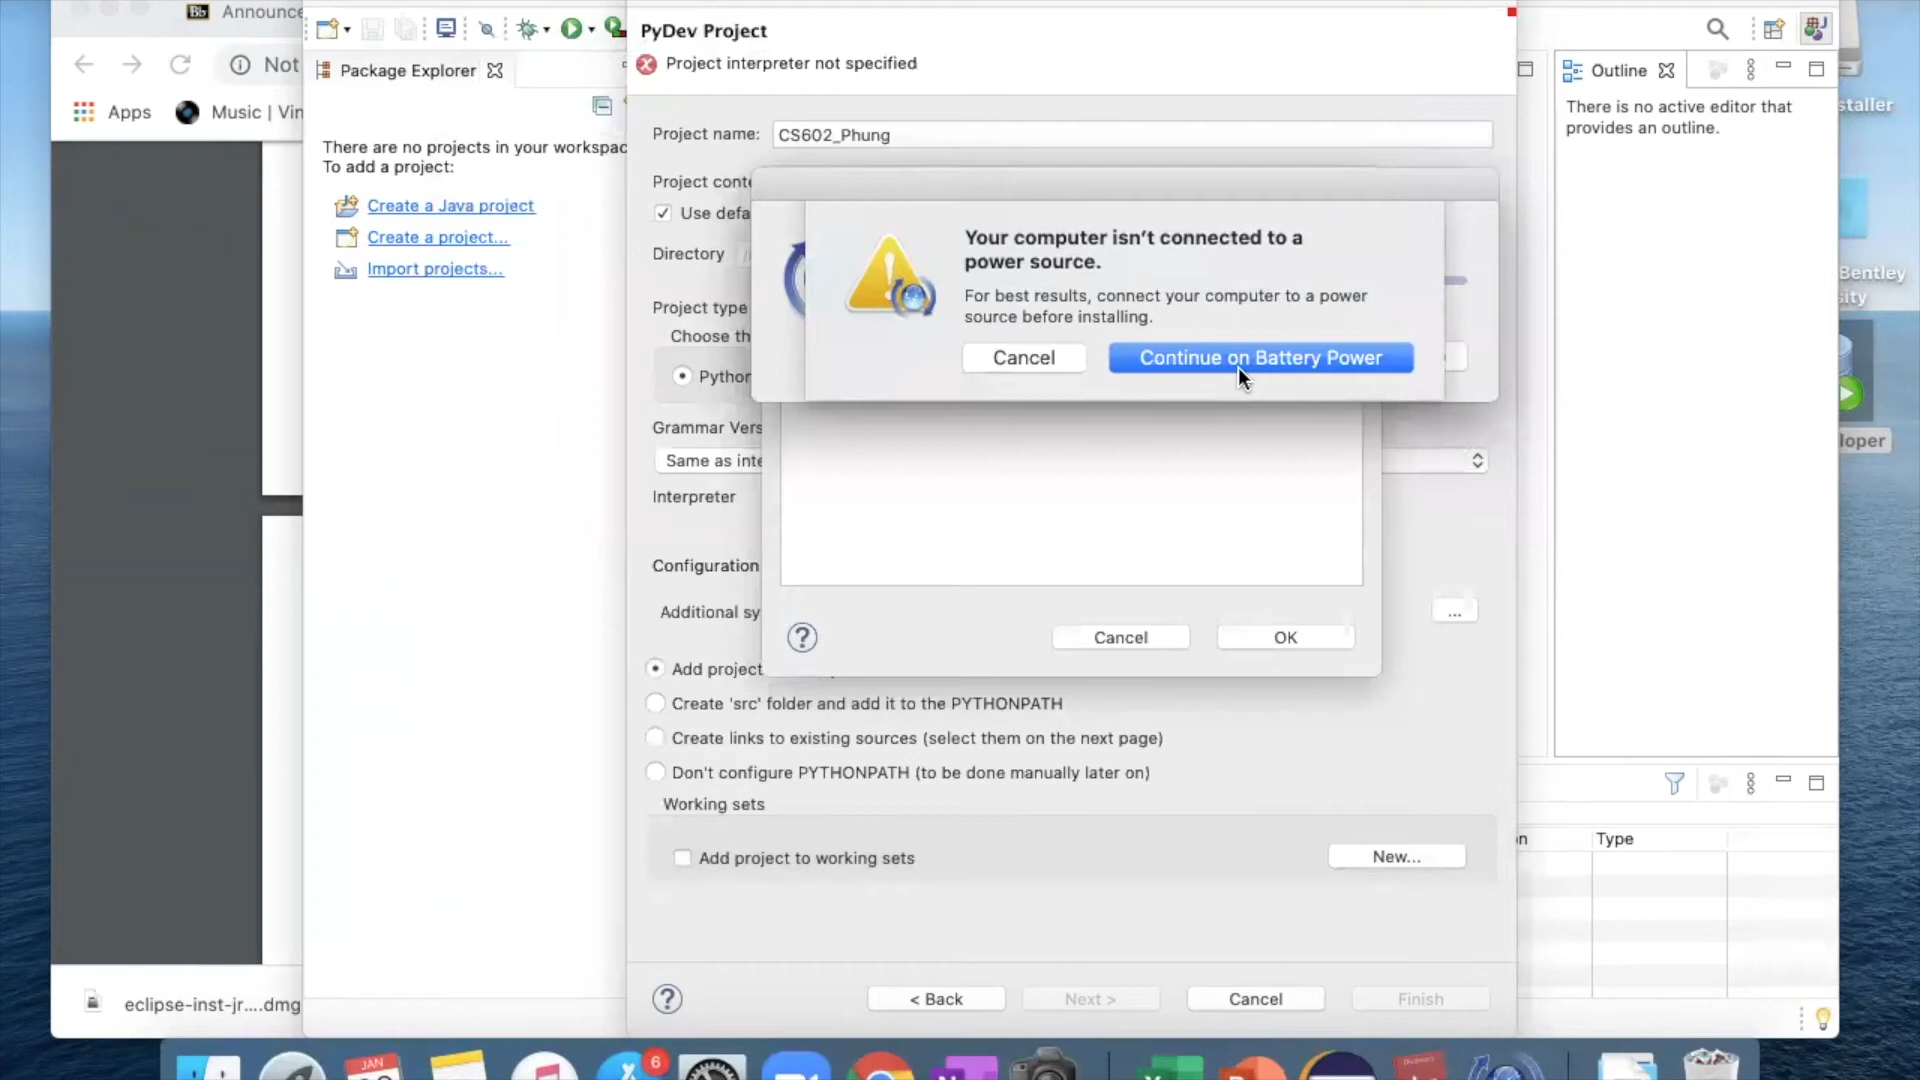 Announce
Not
Apps
Music | Vin
Package Explorer
There are no projects in your workspac
To add a project:
Create a Java project
Create a project...
Import projects...
PyDev Project
Project interpreter not specified
Project name:
CS602_Phung
Project conte
Use defa
Directory
Project type
Choose th
Python
Grammar Vers
Same as inte
Interpreter
Configuration
Additional sy
...
Add project
Create 'src' folder and add it to the PYTHONPATH
Create links to existing sources (select them on the next page)
Don't configure PYTHONPATH (to be done manually later on)
Working sets
Add project to working sets
New...
< Back
Next >
Cancel
Finish
Your computer isn't connected to a
power source.
For best results, connect your computer to a power
source before installing.
Cancel
Continue on Battery Power
Cancel
OK
Outline
There is no active editor that
provides an outline.
on
Type
staller
Bentley
sity
loper
eclipse-inst-jr....dmg
JAN
6